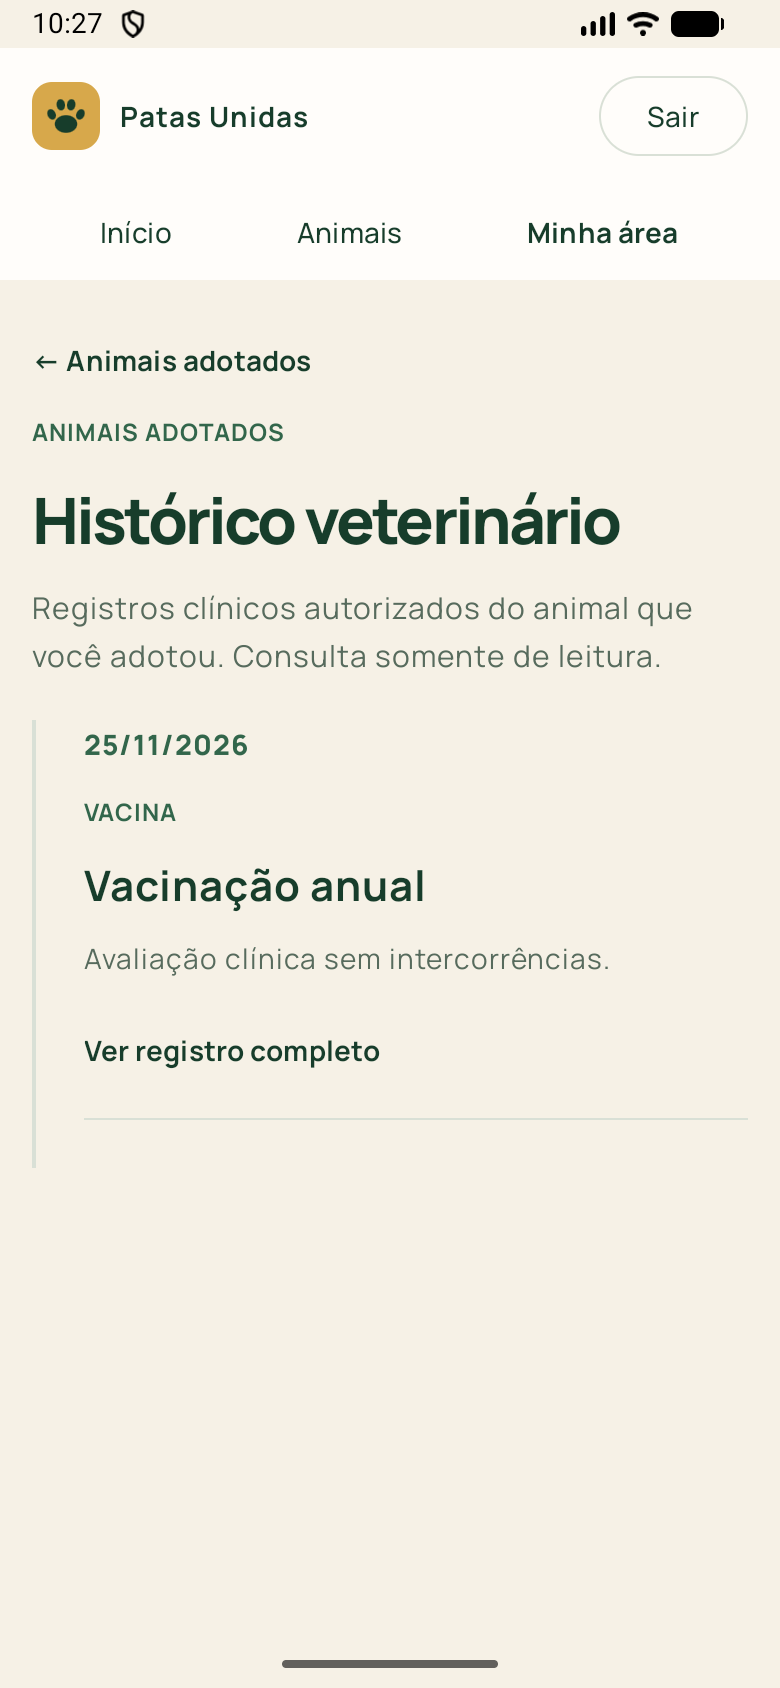 10:27
Patas Unidas
Sair
Início
Animais
Minha área
← Animais adotados
ANIMAIS ADOTADOS
Histórico veterinário
Registros clínicos autorizados do animal que
você adotou. Consulta somente de leitura.
25/11/2026
VACINA
Vacinação anual
Avaliação clínica sem intercorrências.
Ver registro completo